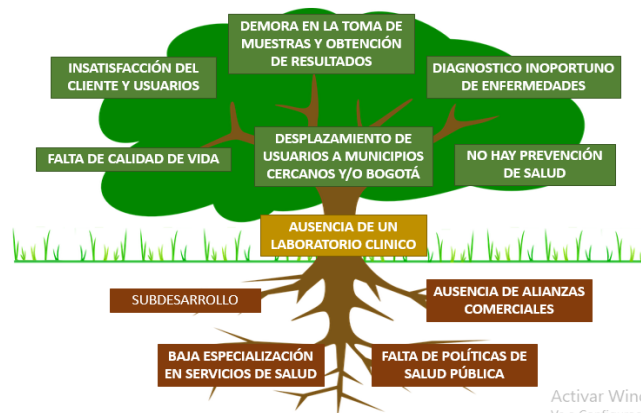 DEMORA EN LA TOMA DE
MUESTRAS Y OBTENCIÓN
DE RESULTADOS
INSATISFACCIÓN DEL
CLIENTE Y USUARIOS
DIAGNOSTICO INOPORTUNO
DE ENFERMEDADES
FALTA DE CALIDAD DE VIDA
DESPLAZAMIENTO DE
USUARIOS A MUNICIPIOS
CERCANOS Y/O BOGOTÁ
NO HAY PREVENCIÓN
DE SALUD
AUSENCIA DE UN
LABORATORIO CLINICO
SUBDESARROLLO
AUSENCIA DE ALIANZAS
COMERCIALES
BAJA ESPECIALIZACIÓN
EN SERVICIOS DE SALUD
FALTA DE POLÍTICAS DE
SALUD PÚBLICA
Activar Win